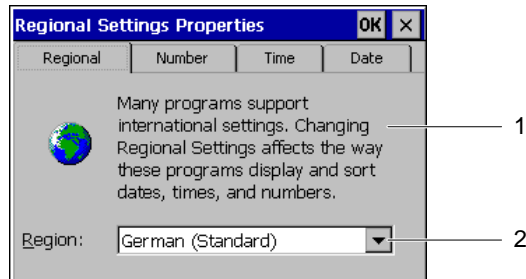 Regional Settings Properties OK ×
Regional Number Time Date
Many programs support
international settings. Changing
Regional Settings affects the way
these programs display and sort
dates, times, and numbers.
1
Region: German (Standard)
2